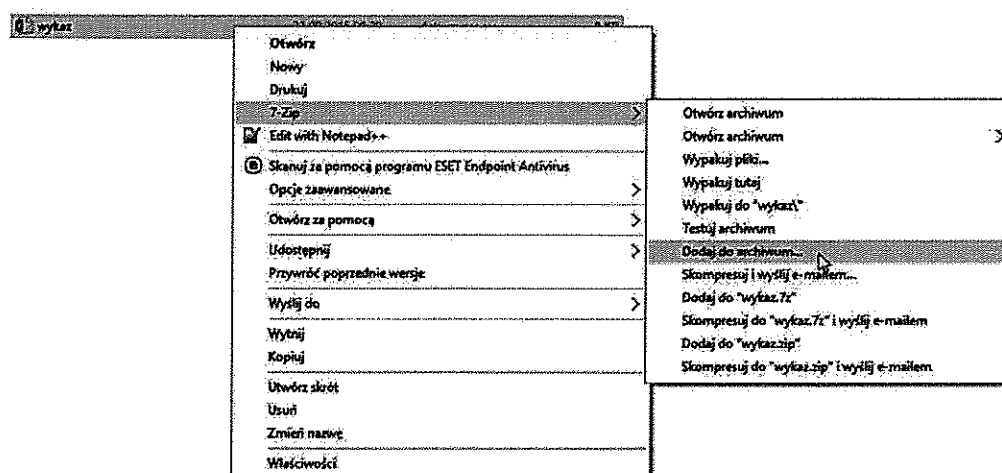 wykaz
Otwórz
Nowy
Drukuj
7-Zip
Edit with Notepad++
Skanuj za pomocą programu ESET Endpoint Antivirus
Opcje zaawansowane
Otwórz za pomocą
Udostępnij
Przywróć poprzednie wersje
Wyślij do
Wytnij
Kopiuj
Utwórz skrót
Usuń
Zmień nazwę
Właściwości
Otwórz archiwum
Otwórz archiwum
Wypakuj pliki...
Wypakuj tutaj
Wypakuj do "wykaz\"
Testuj archiwum
Dodaj do archiwum...
Skompresuj i wyślij e-mailem...
Dodaj do "wykaz.7z"
Skompresuj do "wykaz.7z" i wyślij e-mailem
Dodaj do "wykaz.zip"
Skompresuj do "wykaz.zip" i wyślij e-mailem